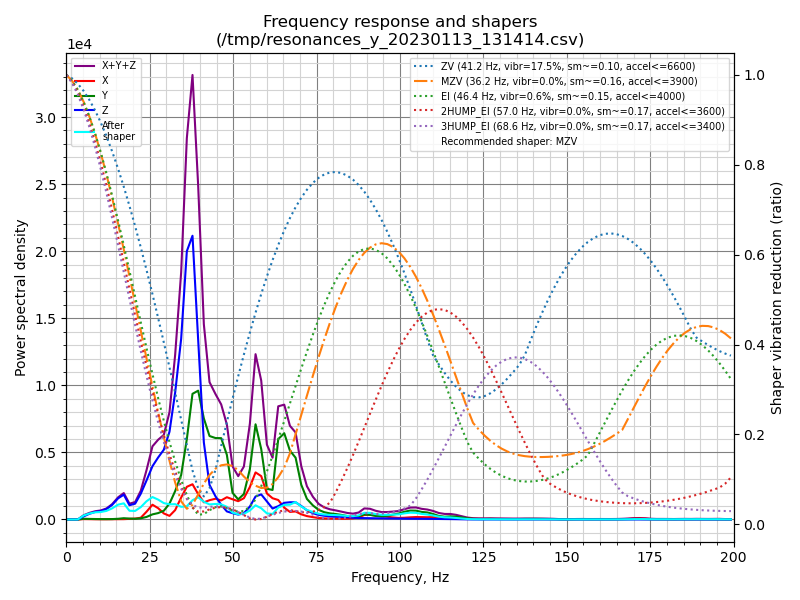 Frequency response and shapers
(/tmp/resonances_y_20230113_131414.csv)
1e4
X+Y+Z
X
Y
Z
After
shaper
ZV (41.2 Hz, vibr=17.5%, sm~=0.10, accel<=6600)
MZV (36.2 Hz, vibr=0.0%, sm~=0.16, accel<=3900)
EI (46.4 Hz, vibr=0.6%, sm~=0.15, accel<=4000)
2HUMP_EI (57.0 Hz, vibr=0.0%, sm~=0.17, accel<=3600)
3HUMP_EI (68.6 Hz, vibr=0.0%, sm~=0.17, accel<=3400)
Recommended shaper: MZV
Power spectral density
3.0
2.5
2.0
1.5
1.0
0.5
0.0
1.0
0.8
0.6
0.4
0.2
0.0
Shaper vibration reduction (ratio)
0
25
50
75
100
125
150
175
200
Frequency, Hz